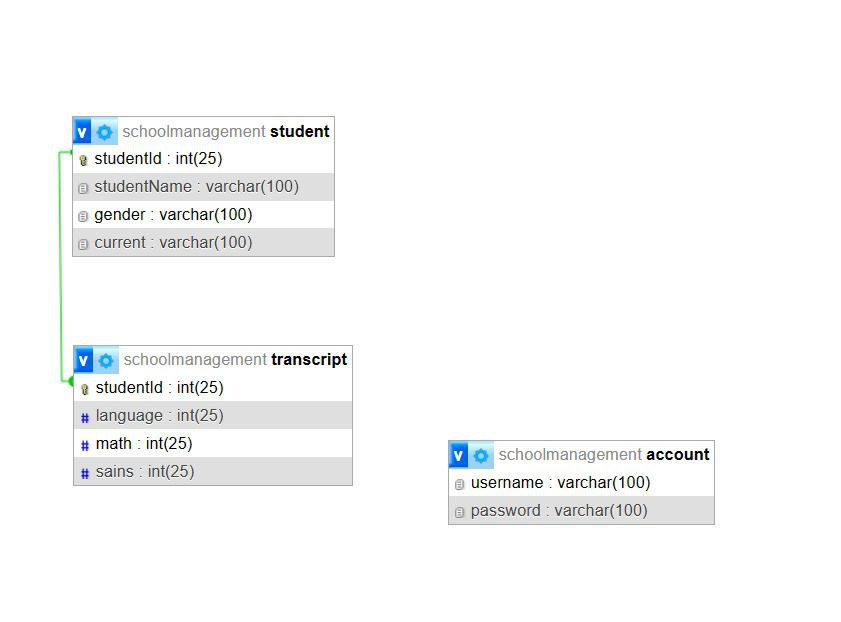 v schoolmanagement student
studentId : int(25)
studentName : varchar(100)
gender : varchar(100)
current : varchar(100)
v schoolmanagement transcript
studentId : int(25)
# language : int(25)
# math : int(25)
# sains : int(25)
v schoolmanagement account
username : varchar(100)
password : varchar(100)